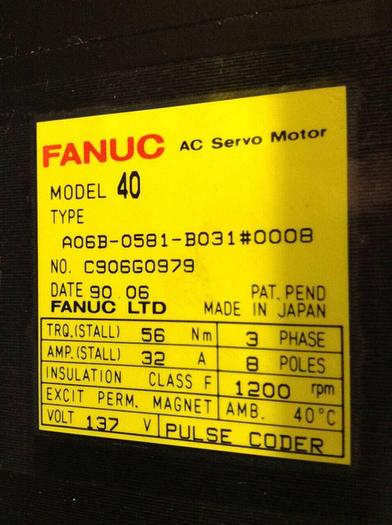 FANUC AC Servo Motor
MODEL 40
TYPE
A06B-0581-B031#0008
NO. C906G0979
DATE 90 06 PAT. PEND
FANUC LTD MADE IN JAPAN
TRQ.(STALL) 56 Nm 3 PHASE
AMP.(STALL) 32 A 8 POLES
INSULATION CLASS F 1200 rpm
EXCIT PERM. MAGNET AMB. 40°C
VOLT 137 V PULSE CODER